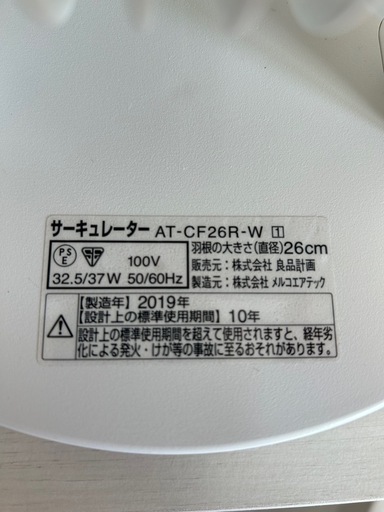 サーキュレーター AT-CF26R-W 1
PSE 100V 羽根の大きさ(直径)26cm
32.5/37W 50/60Hz 販売元：株式会社 良品計画
製造元：株式会社 メルコエアテック
【製造年】2019年
【設計上の標準使用期間】10年
設計上の標準使用期間を超えて使用されますと、経年劣
化による発火・けが等の事故に至るおそれがあります。